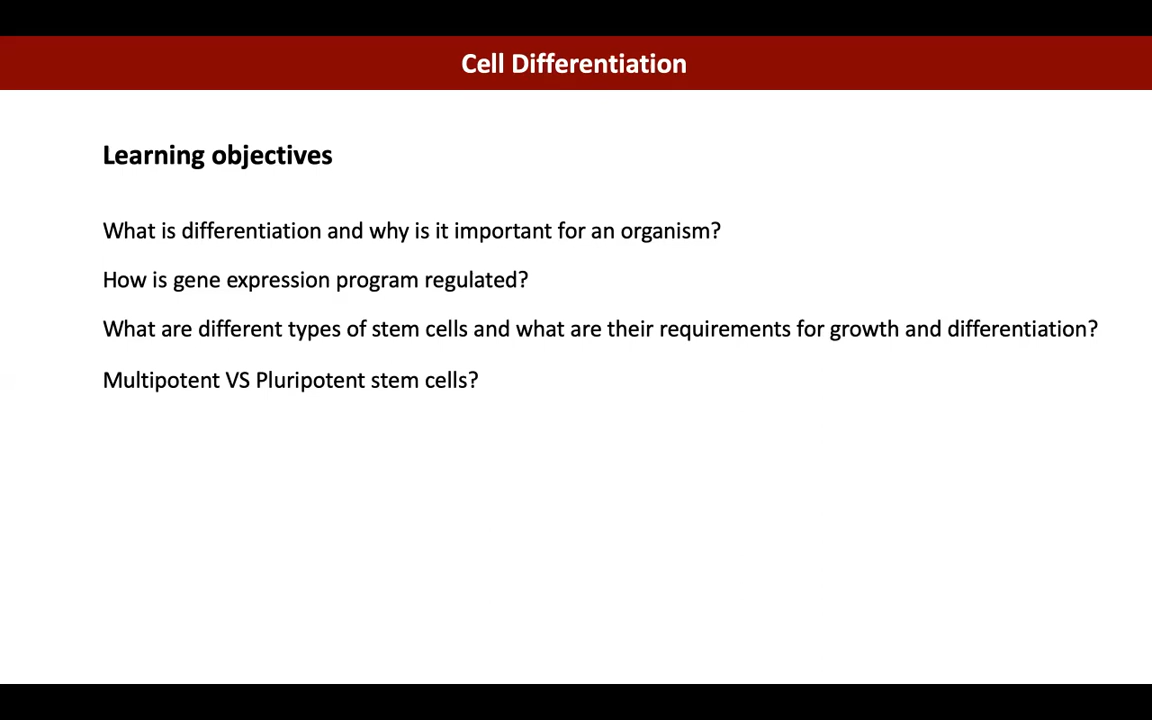 Cell Differentiation
Learning objectives
What is differentiation and why is it important for an organism?
How is gene expression program regulated?
What are different types of stem cells and what are their requirements for growth and differentiation?
Multipotent VS Pluripotent stem cells?